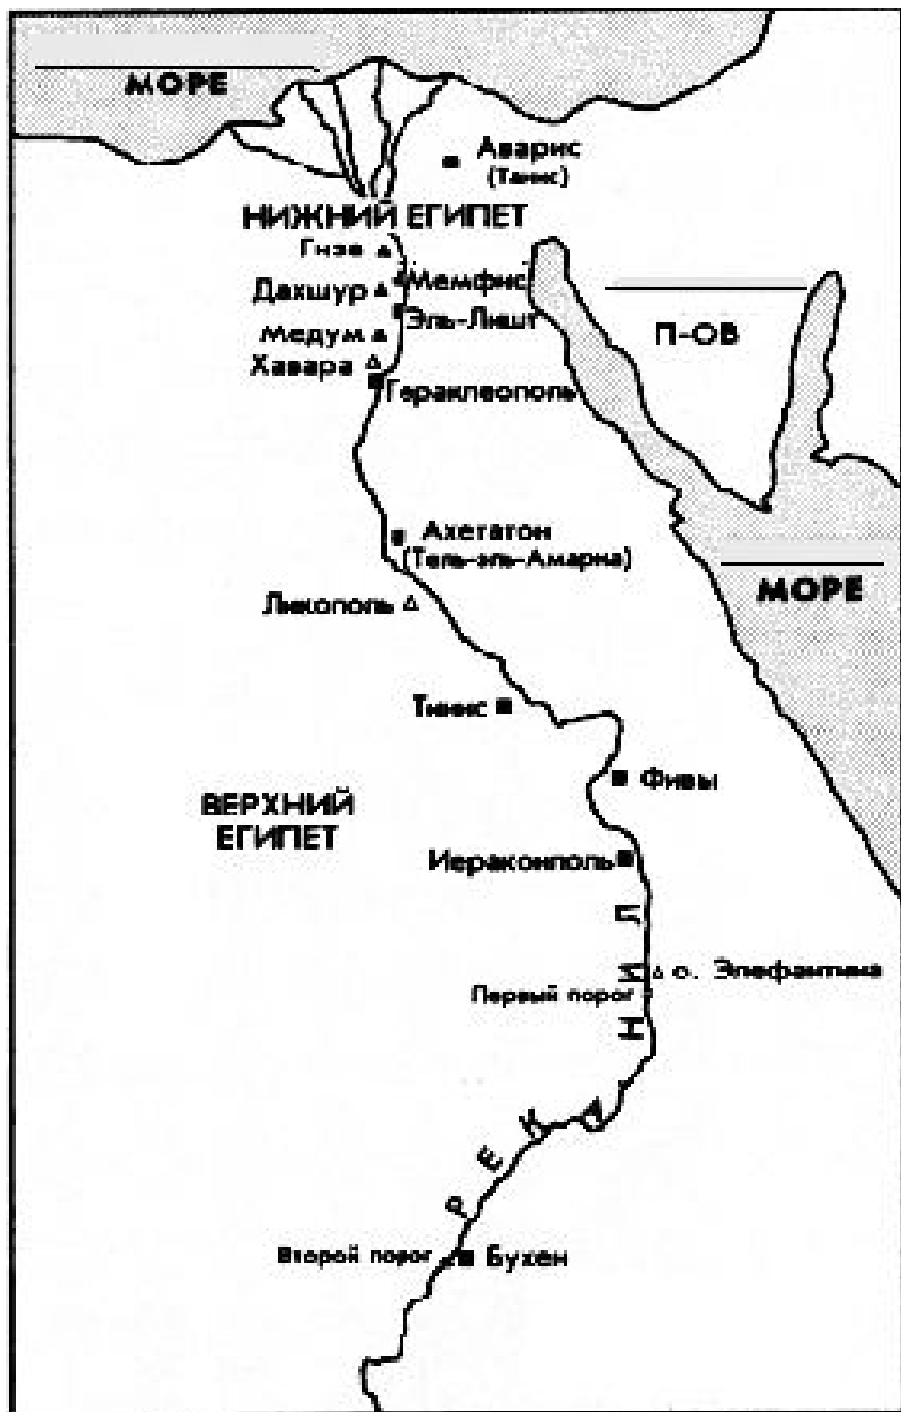 МОРЕ
Аварис
(Танис)
НИЖНИЙ ЕГИПЕТ
Гизе
Мемфис
Дахшур
Эль-Лишт
П-ОВ
Медум
Хавара
Гераклеополь
Ахетатон
(Тель-эль-Амарна)
МОРЕ
Ликополь
Тинис
Фивы
ВЕРХНИЙ
ЕГИПЕТ
Иераконполь
о. Элефантина
Первый порог
РЕКА НИЛ
Второй порог
Бухен